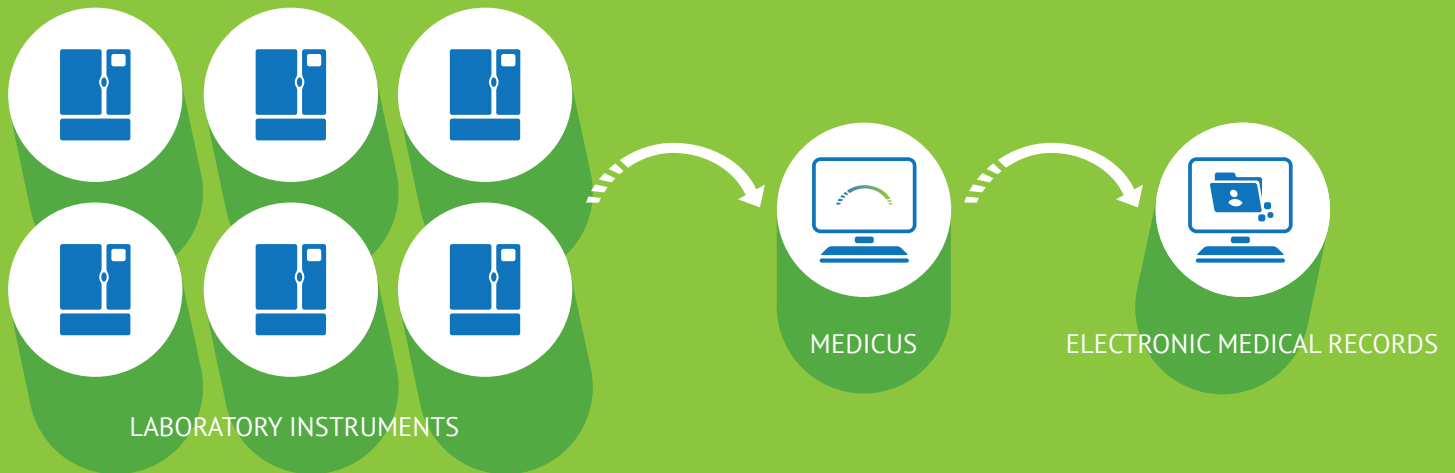 MEDICUS
ELECTRONIC MEDICAL RECORDS
LABORATORY INSTRUMENTS